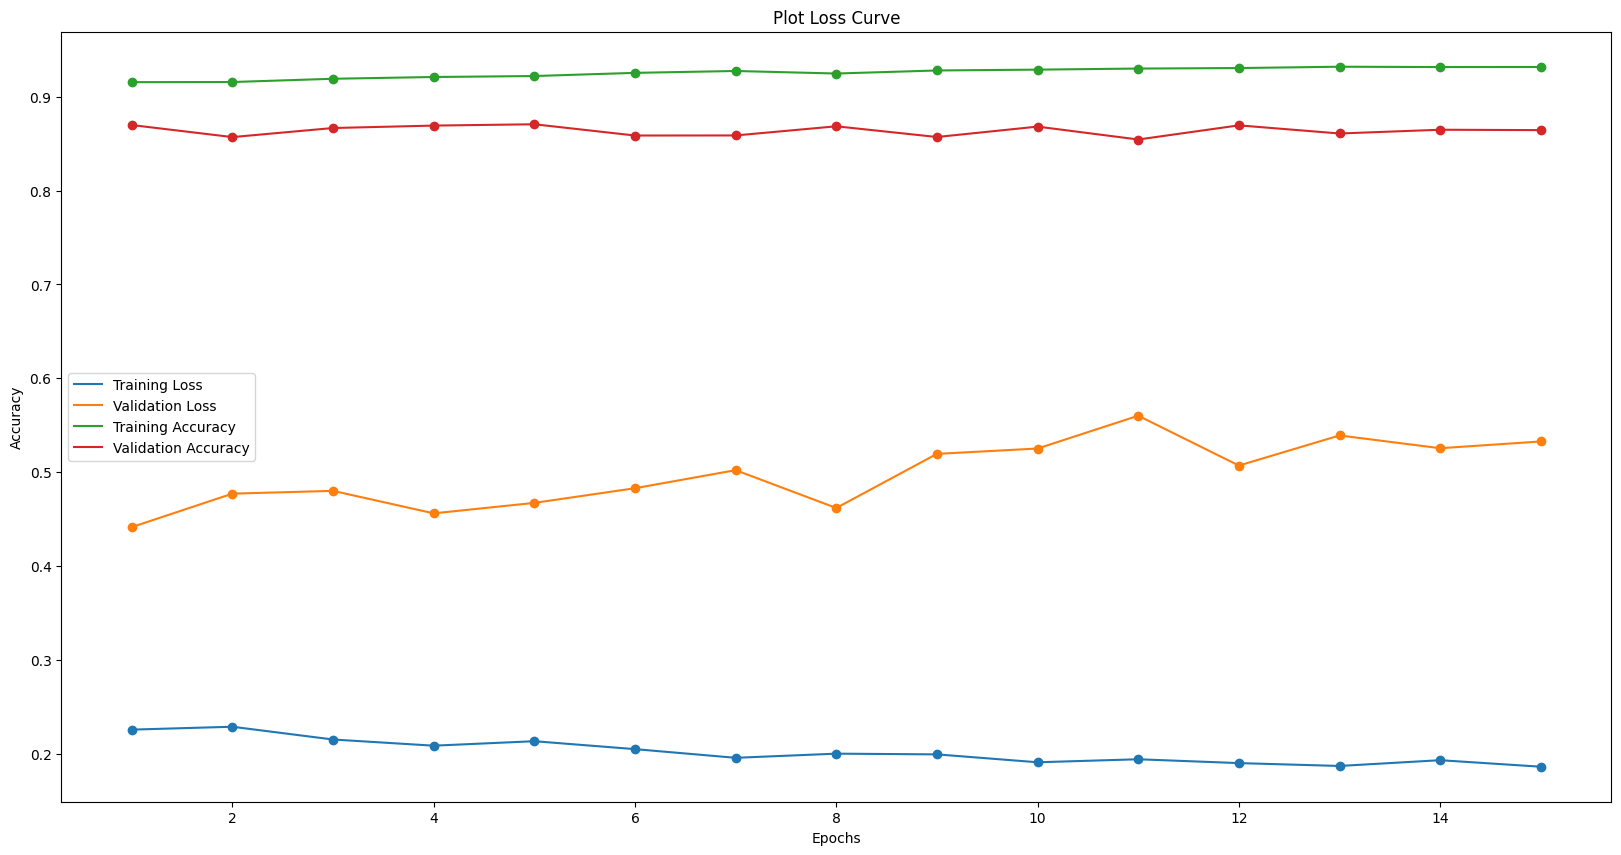 Plot Loss Curve
Accuracy
0.9
0.8
0.7
0.6
0.5
0.4
0.3
0.2
Training Loss
Validation Loss
Training Accuracy
Validation Accuracy
2 4 6 8 10 12 14
Epochs